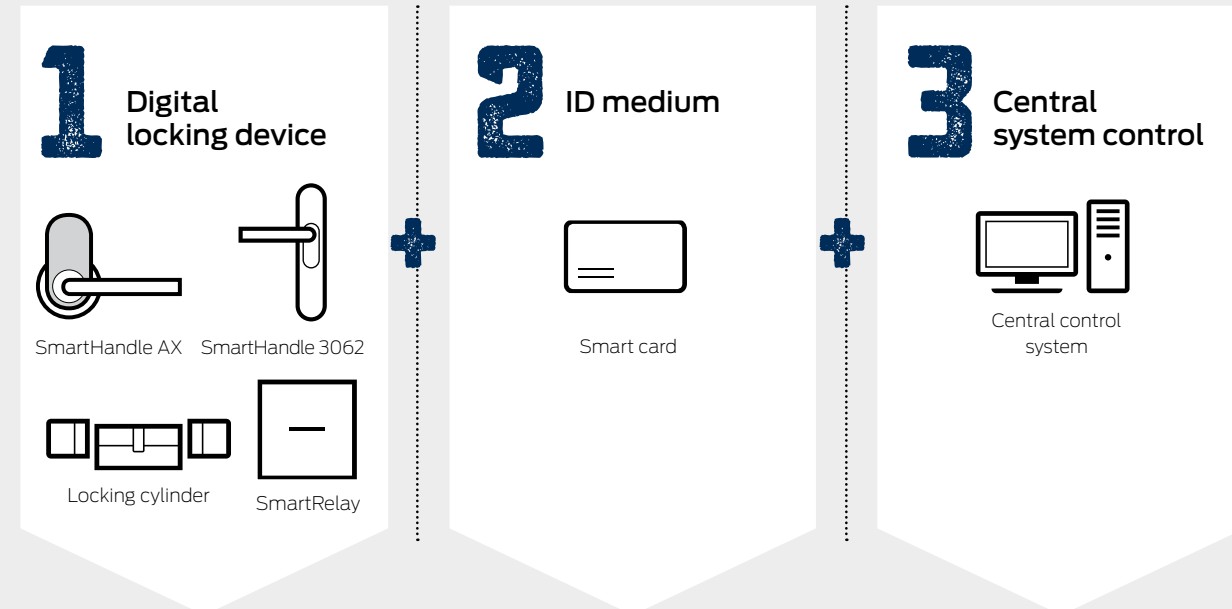 1
Digital
locking device
SmartHandle AX
SmartHandle 3062
Locking cylinder
SmartRelay
2
ID medium
Smart card
3
Central
system control
Central control
system